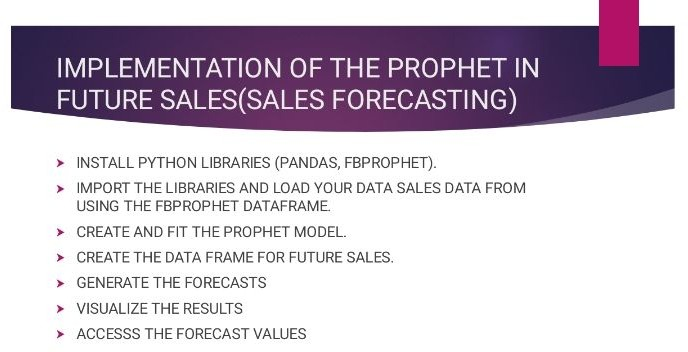 IMPLEMENTATION OF THE PROPHET IN
FUTURE SALES(SALES FORECASTING)
INSTALL PYTHON LIBRARIES (PANDAS, FBPROPHET).
IMPORT THE LIBRARIES AND LOAD YOUR DATA SALES DATA FROM
USING THE FBPROPHET DATAFRAME.
CREATE AND FIT THE PROPHET MODEL.
CREATE THE DATA FRAME FOR FUTURE SALES.
GENERATE THE FORECASTS
VISUALIZE THE RESULTS
ACCESSS THE FORECAST VALUES